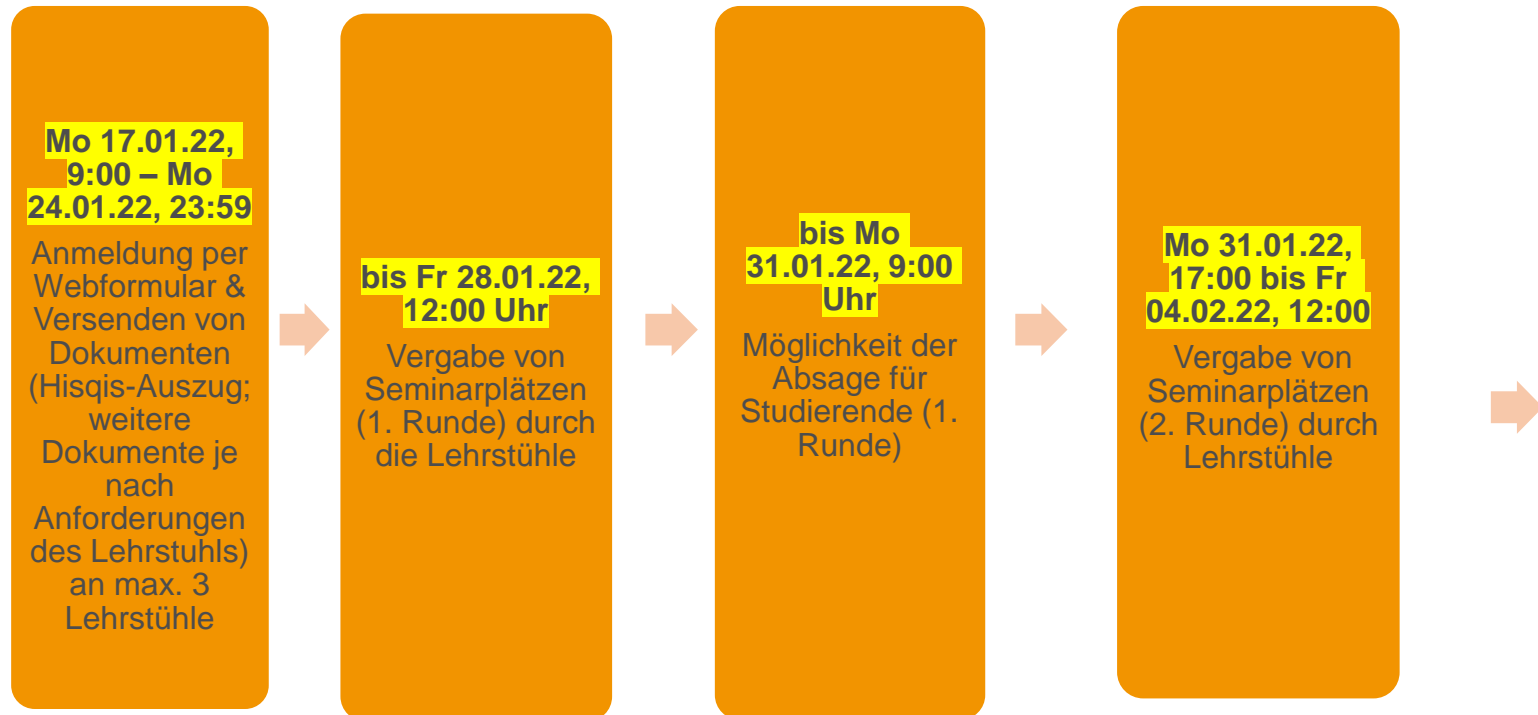 Mo 17.01.22,
9:00 – Mo
24.01.22, 23:59
Anmeldung per
Webformular &
Versenden von
Dokumenten
(Hisqis-Auszug;
weitere
Dokumente je
nach
Anforderungen
des Lehrstuhls)
an max. 3
Lehrstühle
bis Fr 28.01.22,
12:00 Uhr
Vergabe von
Seminarplätzen
(1. Runde) durch
die Lehrstühle
bis Mo
31.01.22, 9:00
Uhr
Möglichkeit der
Absage für
Studierende (1.
Runde)
Mo 31.01.22,
17:00 bis Fr
04.02.22, 12:00
Vergabe von
Seminarplätzen
(2. Runde) durch
Lehrstühle